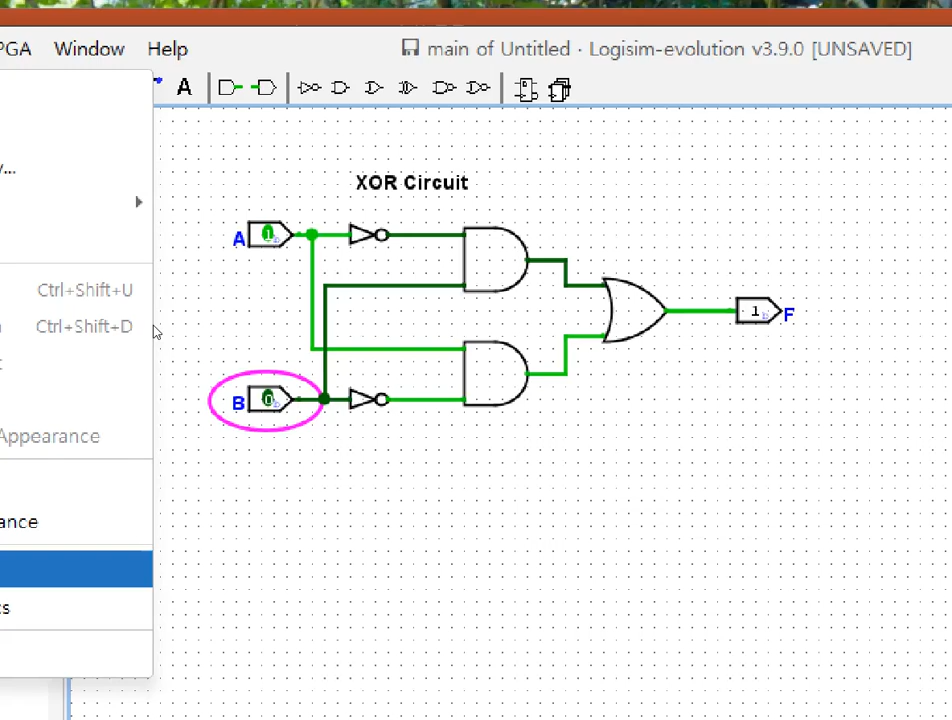 PGA Window Help
main of Untitled · Logisim-evolution v3.9.0 [UNSAVED]
A
XOR Circuit
A 1
Ctrl+Shift+U
Ctrl+Shift+D
1 F
B 0
Appearance
ance